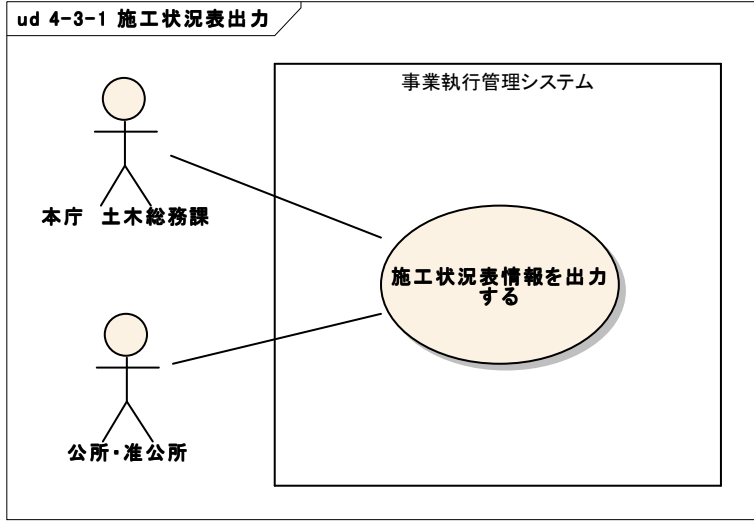 ud 4-3-1 施工状況表出力
事業執行管理システム
本庁　土木総務課
施工状況表情報を出力
する
公所・准公所